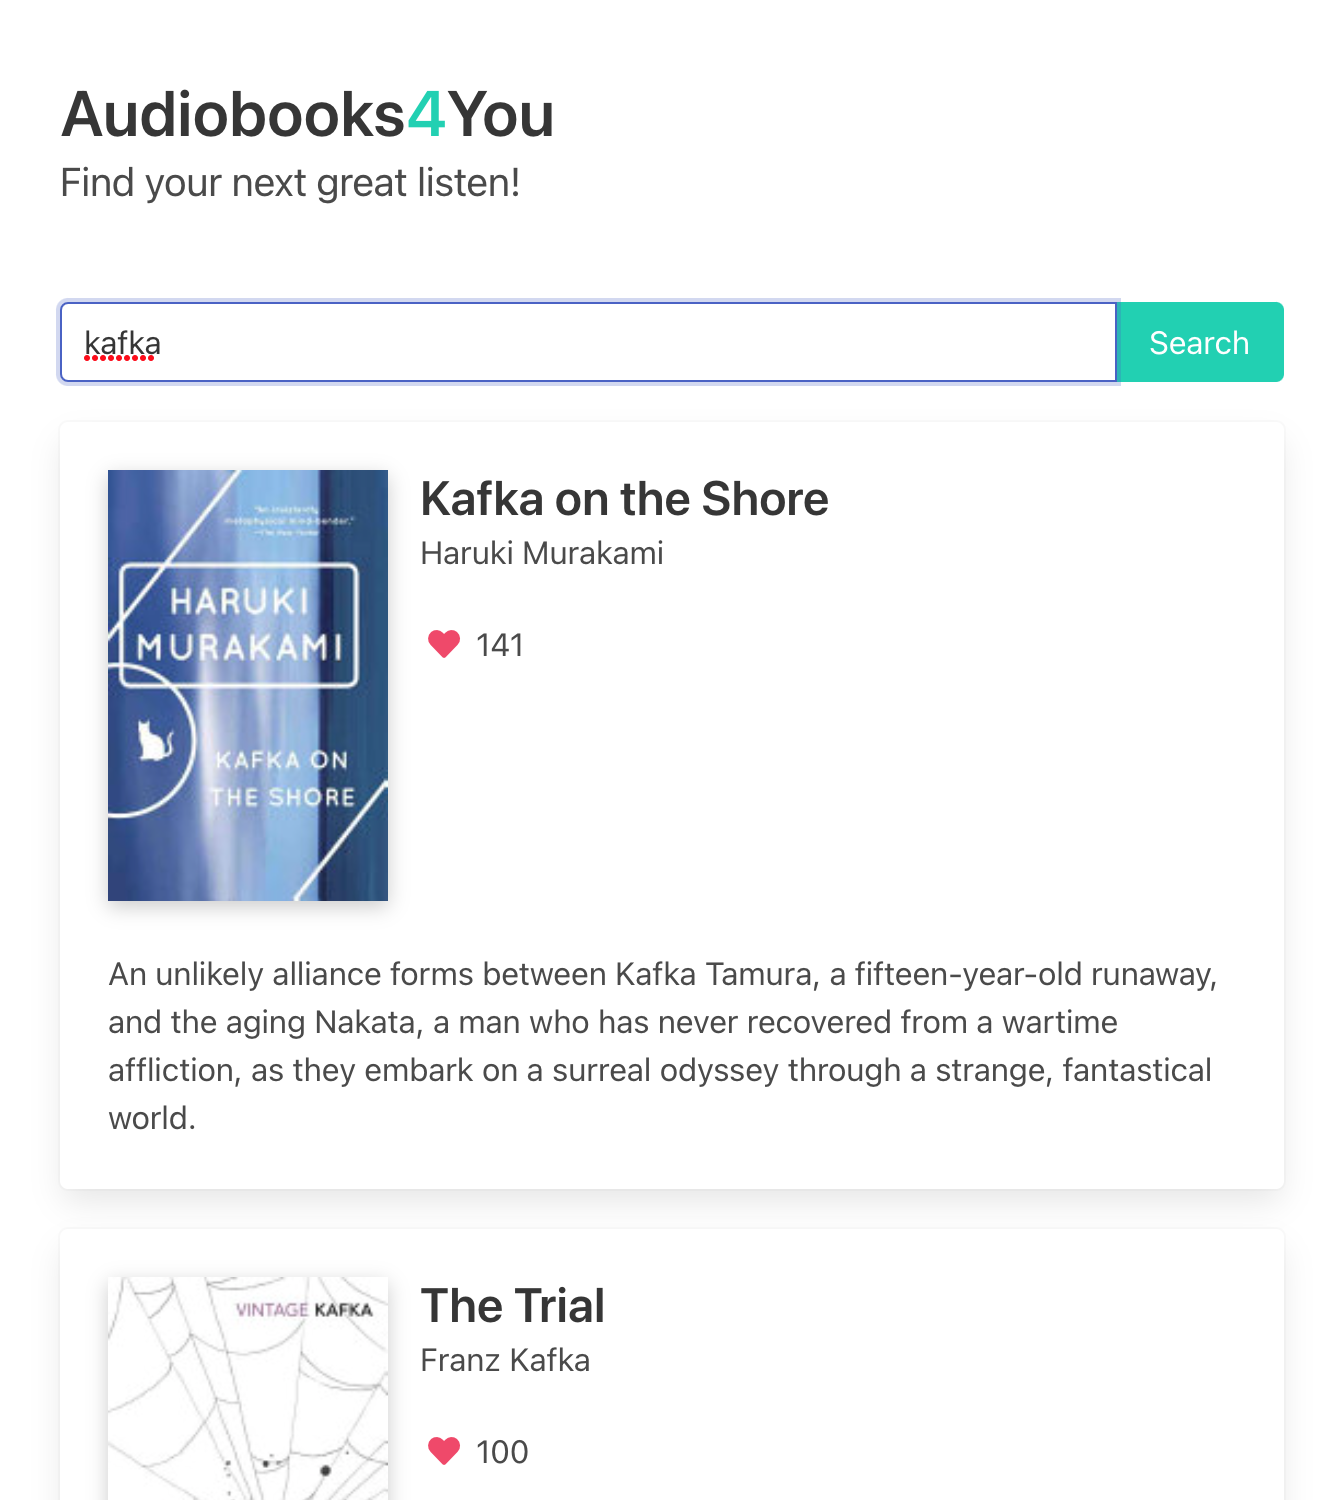 Audiobooks4You
Find your next great listen!
kafka
Search
Kafka on the Shore
Haruki Murakami
141
HARUKI
MURAKAMI
KAFKA ON
THE SHORE
An unlikely alliance forms between Kafka Tamura, a fifteen-year-old runaway,
and the aging Nakata, a man who has never recovered from a wartime
affliction, as they embark on a surreal odyssey through a strange, fantastical
world.
VINTAGE KAFKA
The Trial
Franz Kafka
100